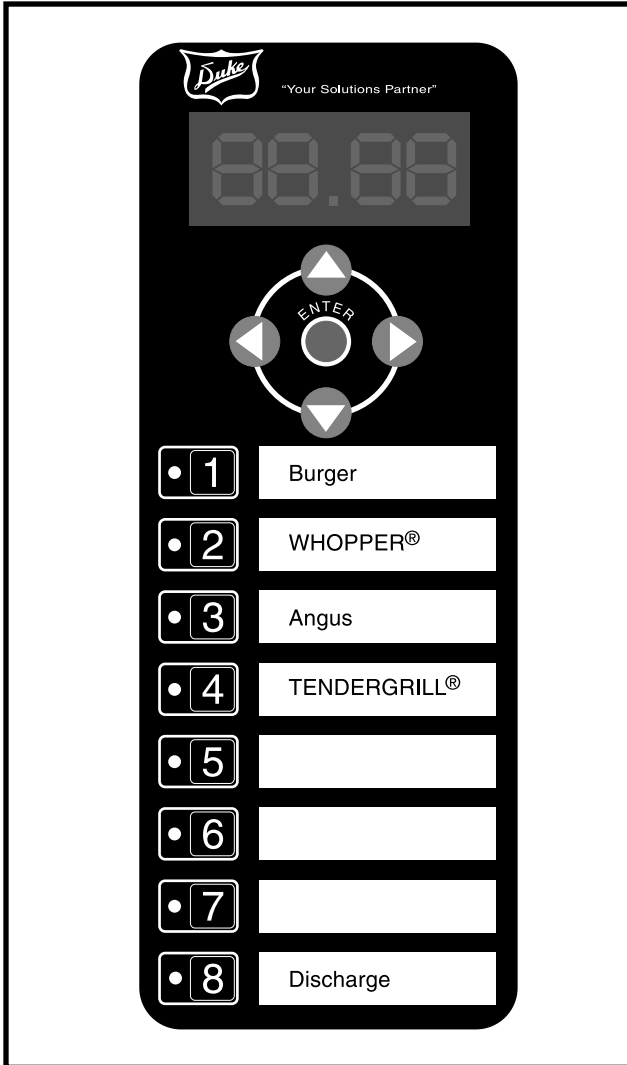 Duke
“Your Solutions Partner”
88.88
ENTER
1 Burger
2 WHOPPER®
3 Angus
4 TENDERGRILL®
5
6
7
8 Discharge